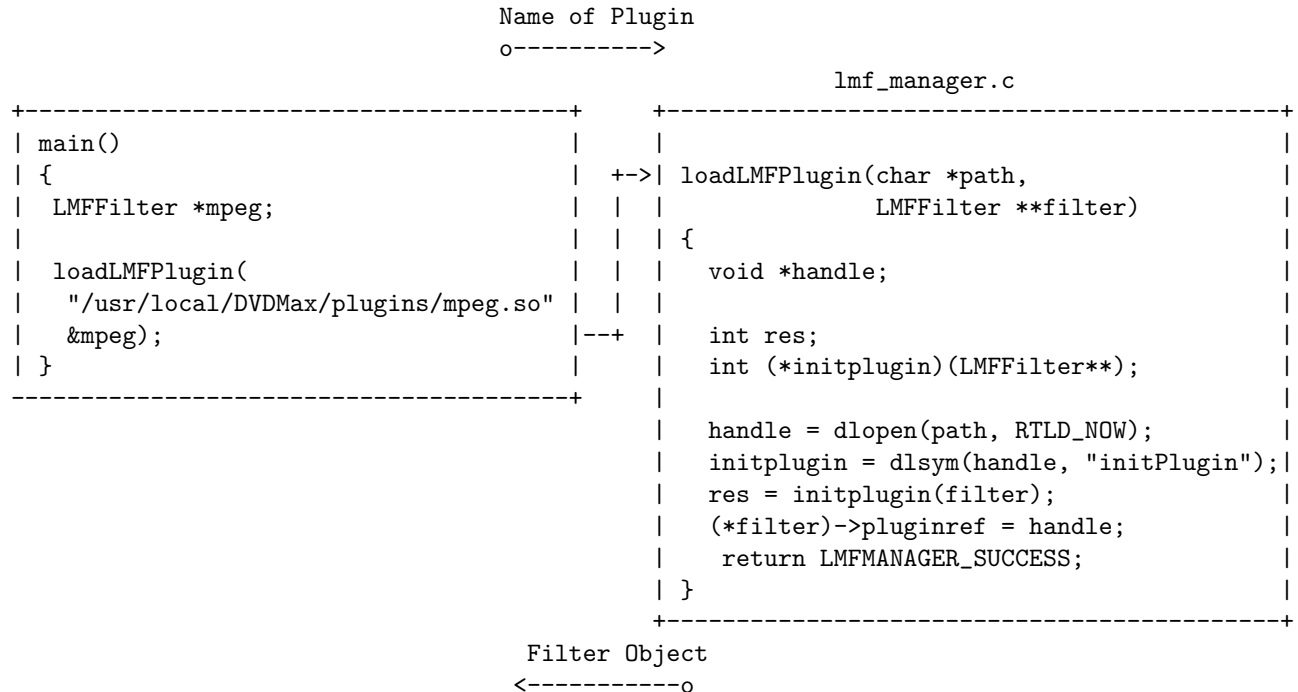 Name of Plugin
                                   o---------->
                                                           lmf_manager.c
+---------------------------------------+     +--------------------------------------------+
| main()                                |     |                                            |
| {                                     |  +->| loadLMFPlugin(char *path,                  |
|  LMFFilter *mpeg;                     |  |  |               LMFFilter **filter)          |
|                                       |  |  | {                                          |
|  loadLMFPlugin(                       |  |  |   void *handle;                            |
|   "/usr/local/DVDMax/plugins/mpeg.so" |  |  |                                            |
|   &mpeg);                             |--+  |   int res;                                 |
| }                                     |     |   int (*initplugin)(LMFFilter**);          |
----------------------------------------+     |                                            |
                                              |   handle = dlopen(path, RTLD_NOW);         |
                                              |   initplugin = dlsym(handle, "initPlugin");|
                                              |   res = initplugin(filter);                |
                                              |   (*filter)->pluginref = handle;           |
                                              |    return LMFMANAGER_SUCCESS;              |
                                              | }                                          |
                                              +--------------------------------------------+
                                     Filter Object
                                    <-----------o